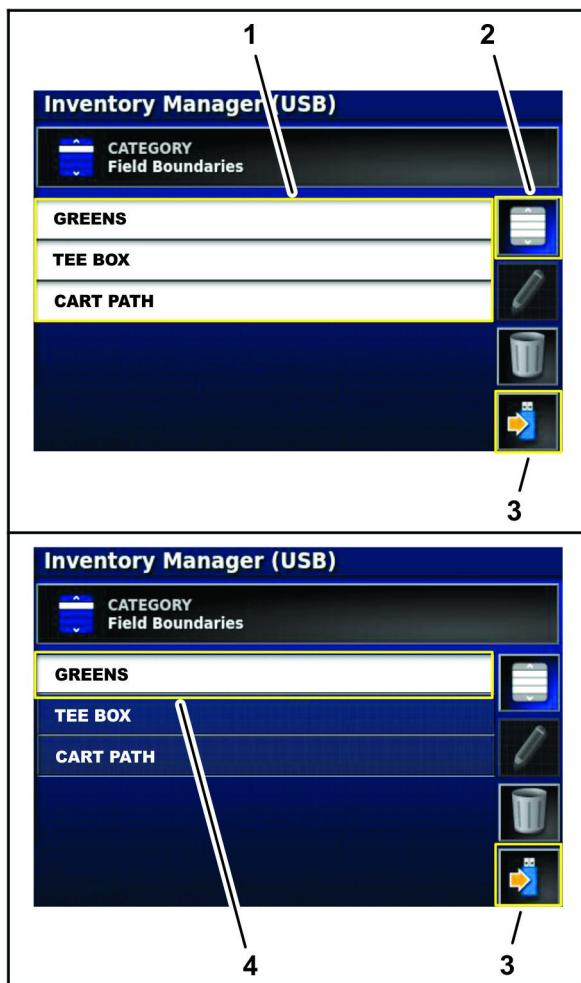 1 2
Inventory Manager (USB)
CATEGORY
Field Boundaries
GREENS
TEE BOX
CART PATH
3
Inventory Manager (USB)
CATEGORY
Field Boundaries
GREENS
TEE BOX
CART PATH
4 3